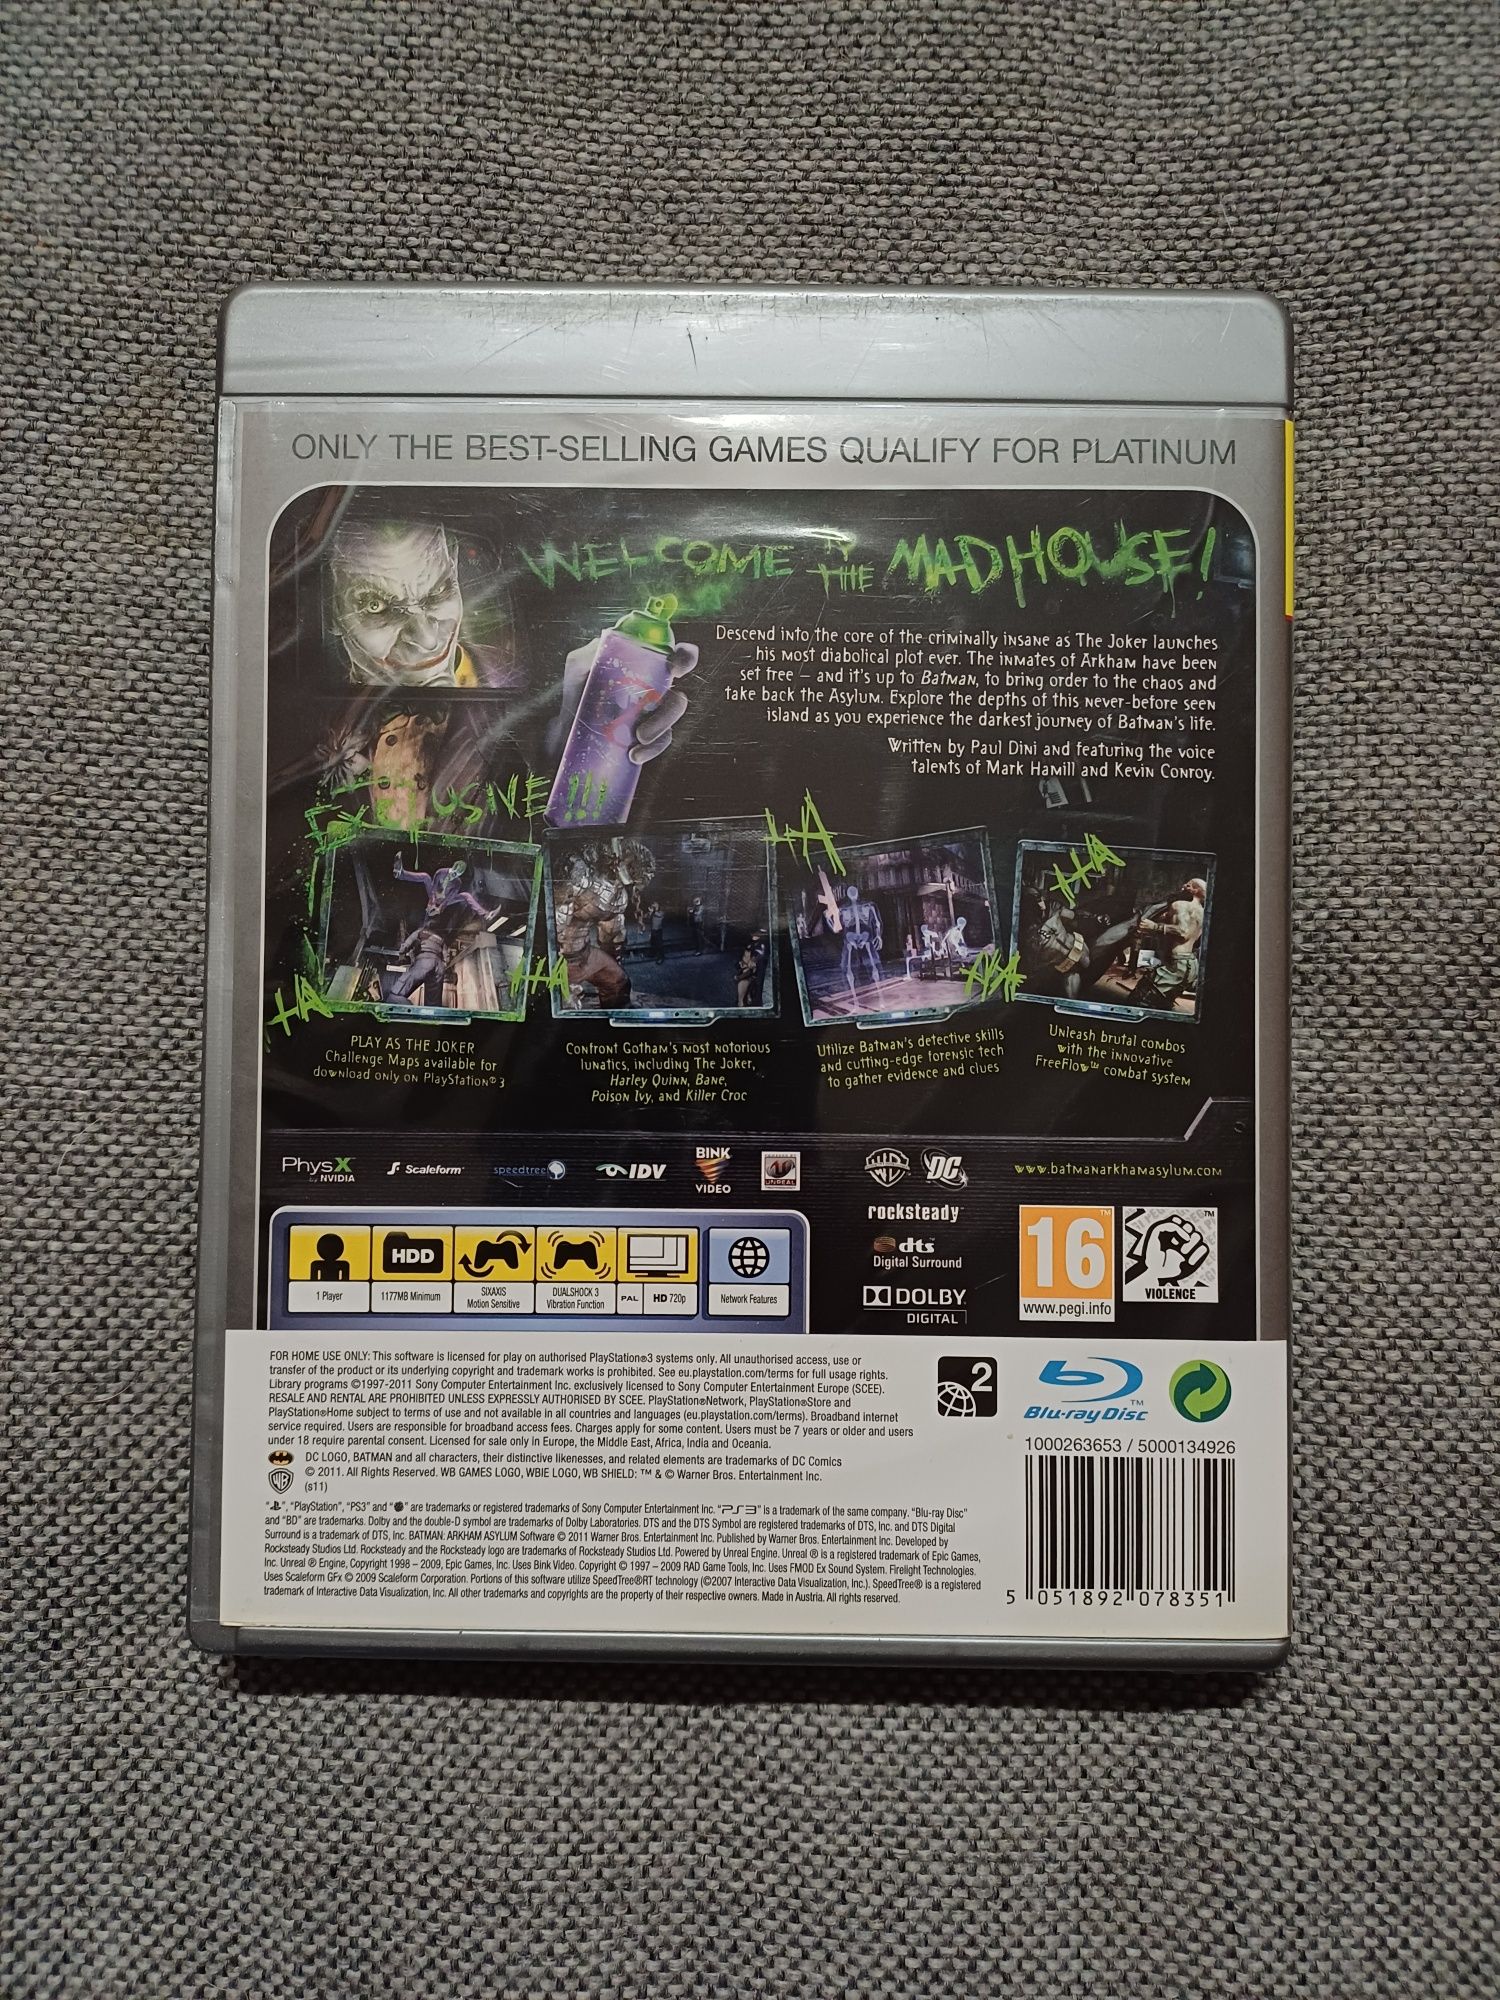 ONLY THE BEST-SELLING GAMES QUALIFY FOR PLATINUM
WELCOME TO THE MADHOUSE!
Descend into the core of the criminally insane as The Joker launches
his most diabolical plot ever. The inmates of Arkham have been
set free – and it's up to Batman, to bring order to the chaos and
take back the Asylum. Explore the depths of this never-before seen
island as you experience the darkest journey of Batman's life.
Written by Paul Dini and featuring the voice
talents of Mark Hamill and Kevin Conroy.
EXCLUSIVE!!!
HA
HA
HA
HA
HA
PLAY AS THE JOKER
Challenge Maps available for
download only on PlayStation®3
Confront Gotham's most notorious
lunatics, including The Joker,
Harley Quinn, Bane,
Poison Ivy, and Killer Croc
Utilize Batman's detective skills
and cutting-edge forensic tech
to gather evidence and clues
Unleash brutal combos
with the innovative
FreeFlow™ combat system
PhysX by NVIDIA
Scaleform
speedtree
IDV
BINK VIDEO
UNREAL
WB
DC
www.batmanarkhamasylum.com
rocksteady
dts
Digital Surround
DOLBY
DIGITAL
16
www.pegi.info
VIOLENCE
HDD
1 Player
1177MB Minimum
SIXAXIS
Motion Sensitive
DUALSHOCK 3
Vibration Function
PAL
HD 720p
Network Features
FOR HOME USE ONLY: This software is licensed for play on authorised PlayStation®3 systems only. All unauthorised access, use or
transfer of the product or its underlying copyright and trademark works is prohibited. See eu.playstation.com/terms for full usage rights.
Library programs ©1997-2011 Sony Computer Entertainment Inc. exclusively licensed to Sony Computer Entertainment Europe (SCEE).
RESALE AND RENTAL ARE PROHIBITED UNLESS EXPRESSLY AUTHORISED BY SCEE. PlayStation®Network, PlayStation®Store and
PlayStation®Home subject to terms of use and not available in all countries and languages (eu.playstation.com/terms). Broadband internet
service required. Users are responsible for broadband access fees. Charges apply for some content. Users must be 7 years or older and users
under 18 require parental consent. Licensed for sale only in Europe, the Middle East, Africa, India and Oceania.
DC LOGO, BATMAN and all characters, their distinctive likenesses, and related elements are trademarks of DC Comics
© 2011. All Rights Reserved. WB GAMES LOGO, WBIE LOGO, WB SHIELD: ™ & © Warner Bros. Entertainment Inc.
(s11)
" ", "PlayStation", "PS3" and " " are trademarks or registered trademarks of Sony Computer Entertainment Inc. "PS3" is a trademark of the same company. "Blu-ray Disc"
and "BD" are trademarks. Dolby and the double-D symbol are trademarks of Dolby Laboratories. DTS and the DTS Symbol are registered trademarks of DTS, Inc. and DTS Digital
Surround is a trademark of DTS, Inc. BATMAN: ARKHAM ASYLUM Software © 2011 Warner Bros. Entertainment Inc. Published by Warner Bros. Entertainment Inc. Developed by
Rocksteady Studios Ltd. Rocksteady and the Rocksteady logo are trademarks of Rocksteady Studios Ltd. Powered by Unreal Engine. Unreal ® is a registered trademark of Epic Games,
Inc. Unreal ® Engine, Copyright 1998 – 2009, Epic Games, Inc. Uses Bink Video. Copyright © 1997 – 2009 RAD Game Tools, Inc. Uses FMOD Ex Sound System. Firelight Technologies.
Uses Scaleform GFx © 2009 Scaleform Corporation. Portions of this software utilize SpeedTree®RT technology (©2007 Interactive Data Visualization, Inc.). SpeedTree® is a registered
trademark of Interactive Data Visualization, Inc. All other trademarks and copyrights are the property of their respective owners. Made in Austria. All rights reserved.
2
Blu-ray Disc™
1000263653 / 5000134926
5 051892 078351